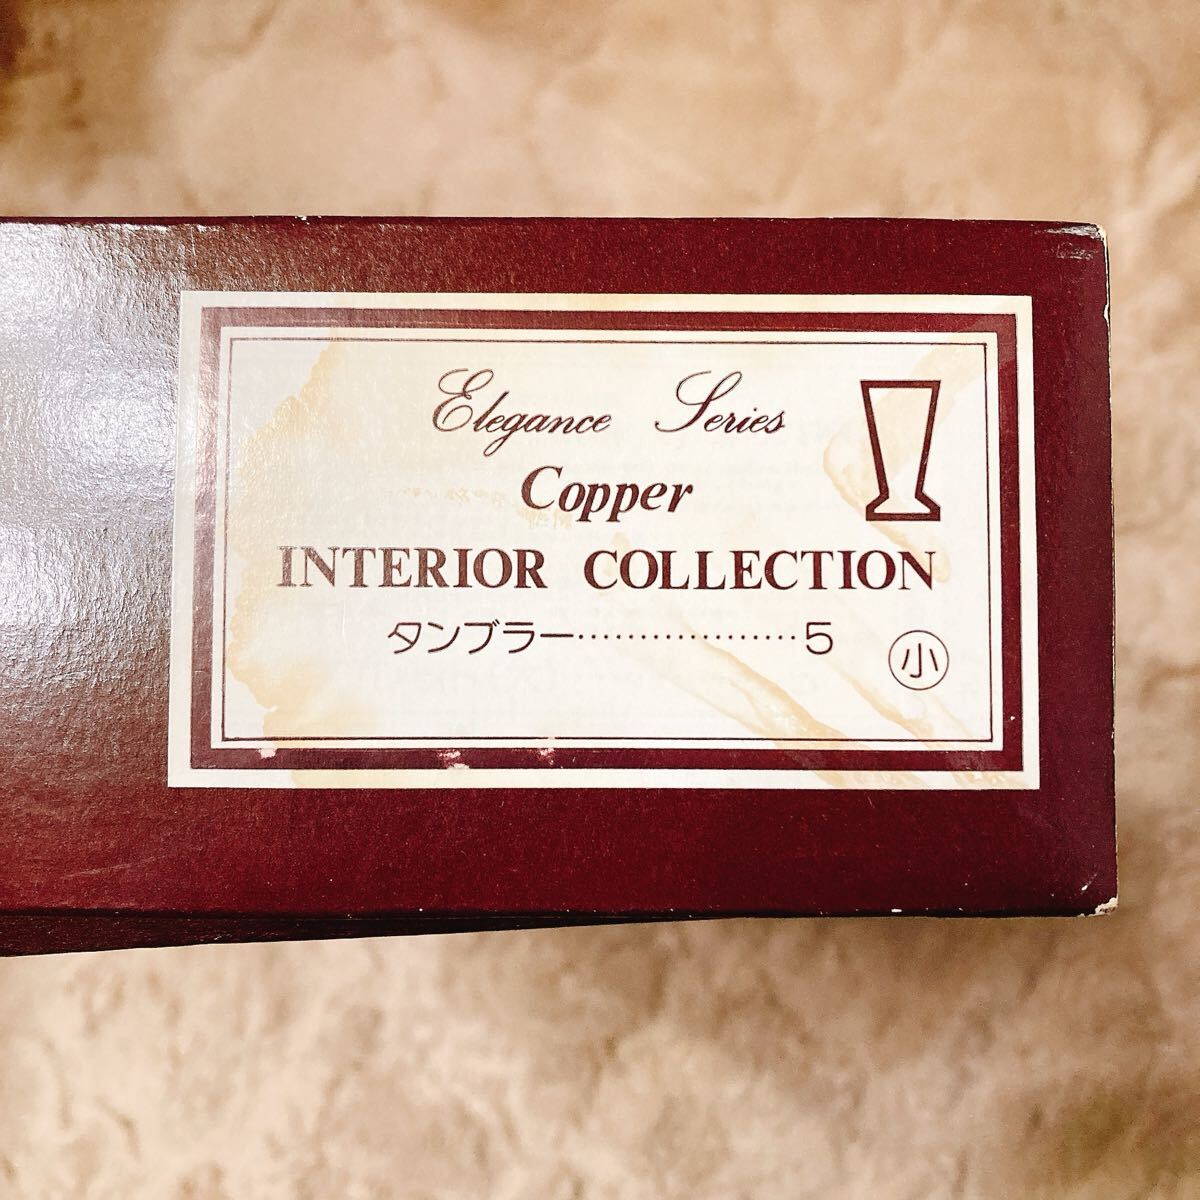 Elegance Series
Copper
INTERIOR COLLECTION
タンブラー··················5
小